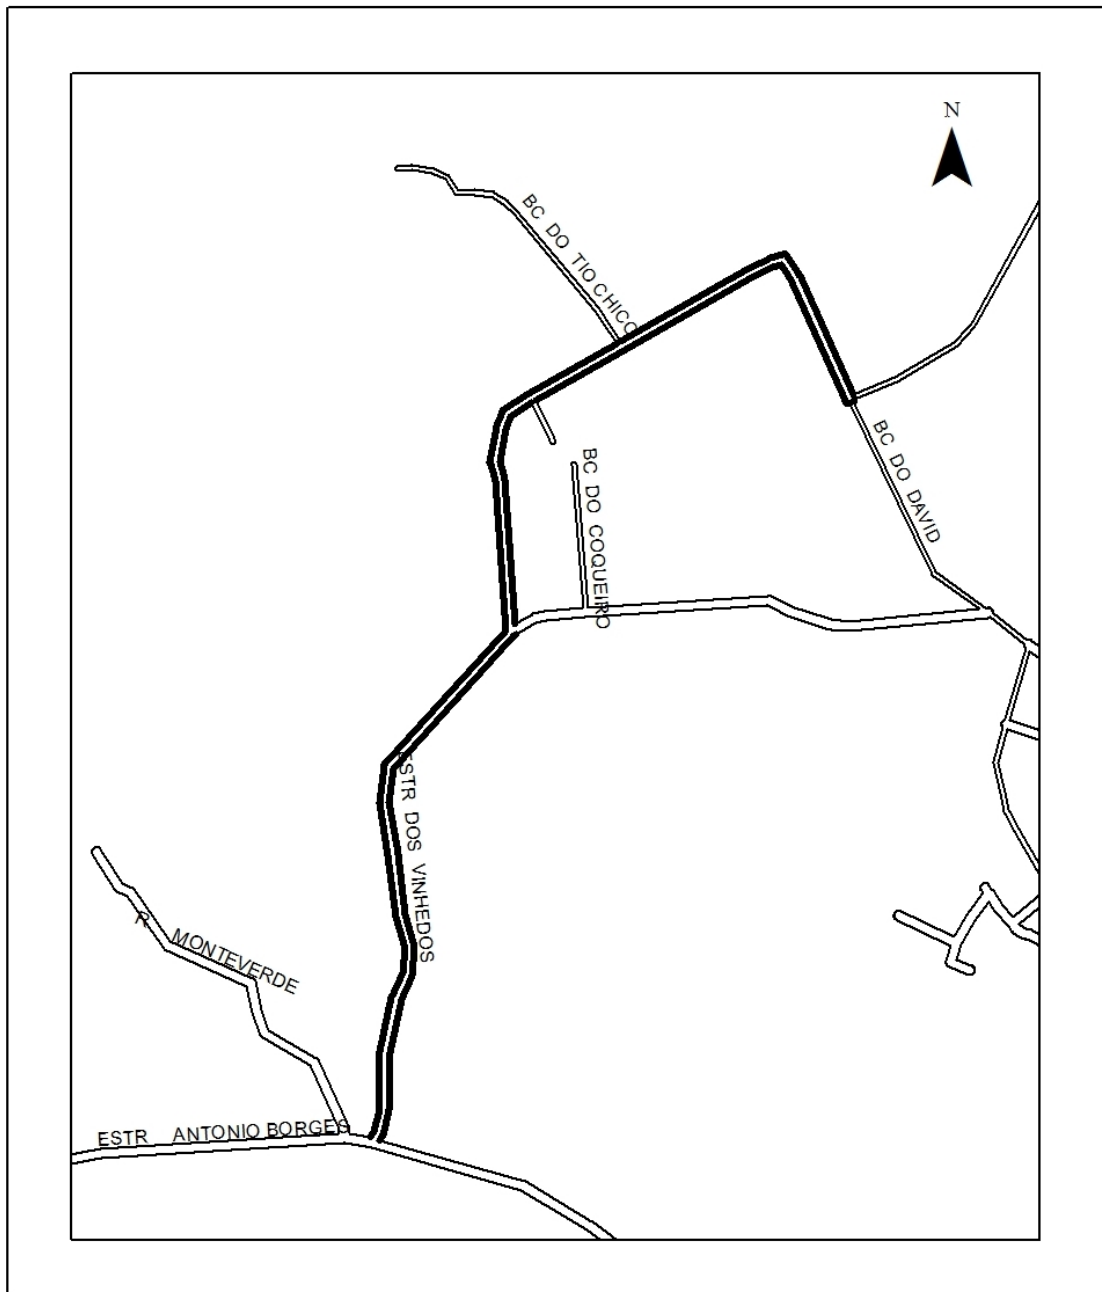 N
BC DO TIO CHICO
BC DO DAVID
BC DO COQUEIRO
ESTR DOS VINHEDOS
R MONTEVERDE
ESTR ANTONIO BORGES